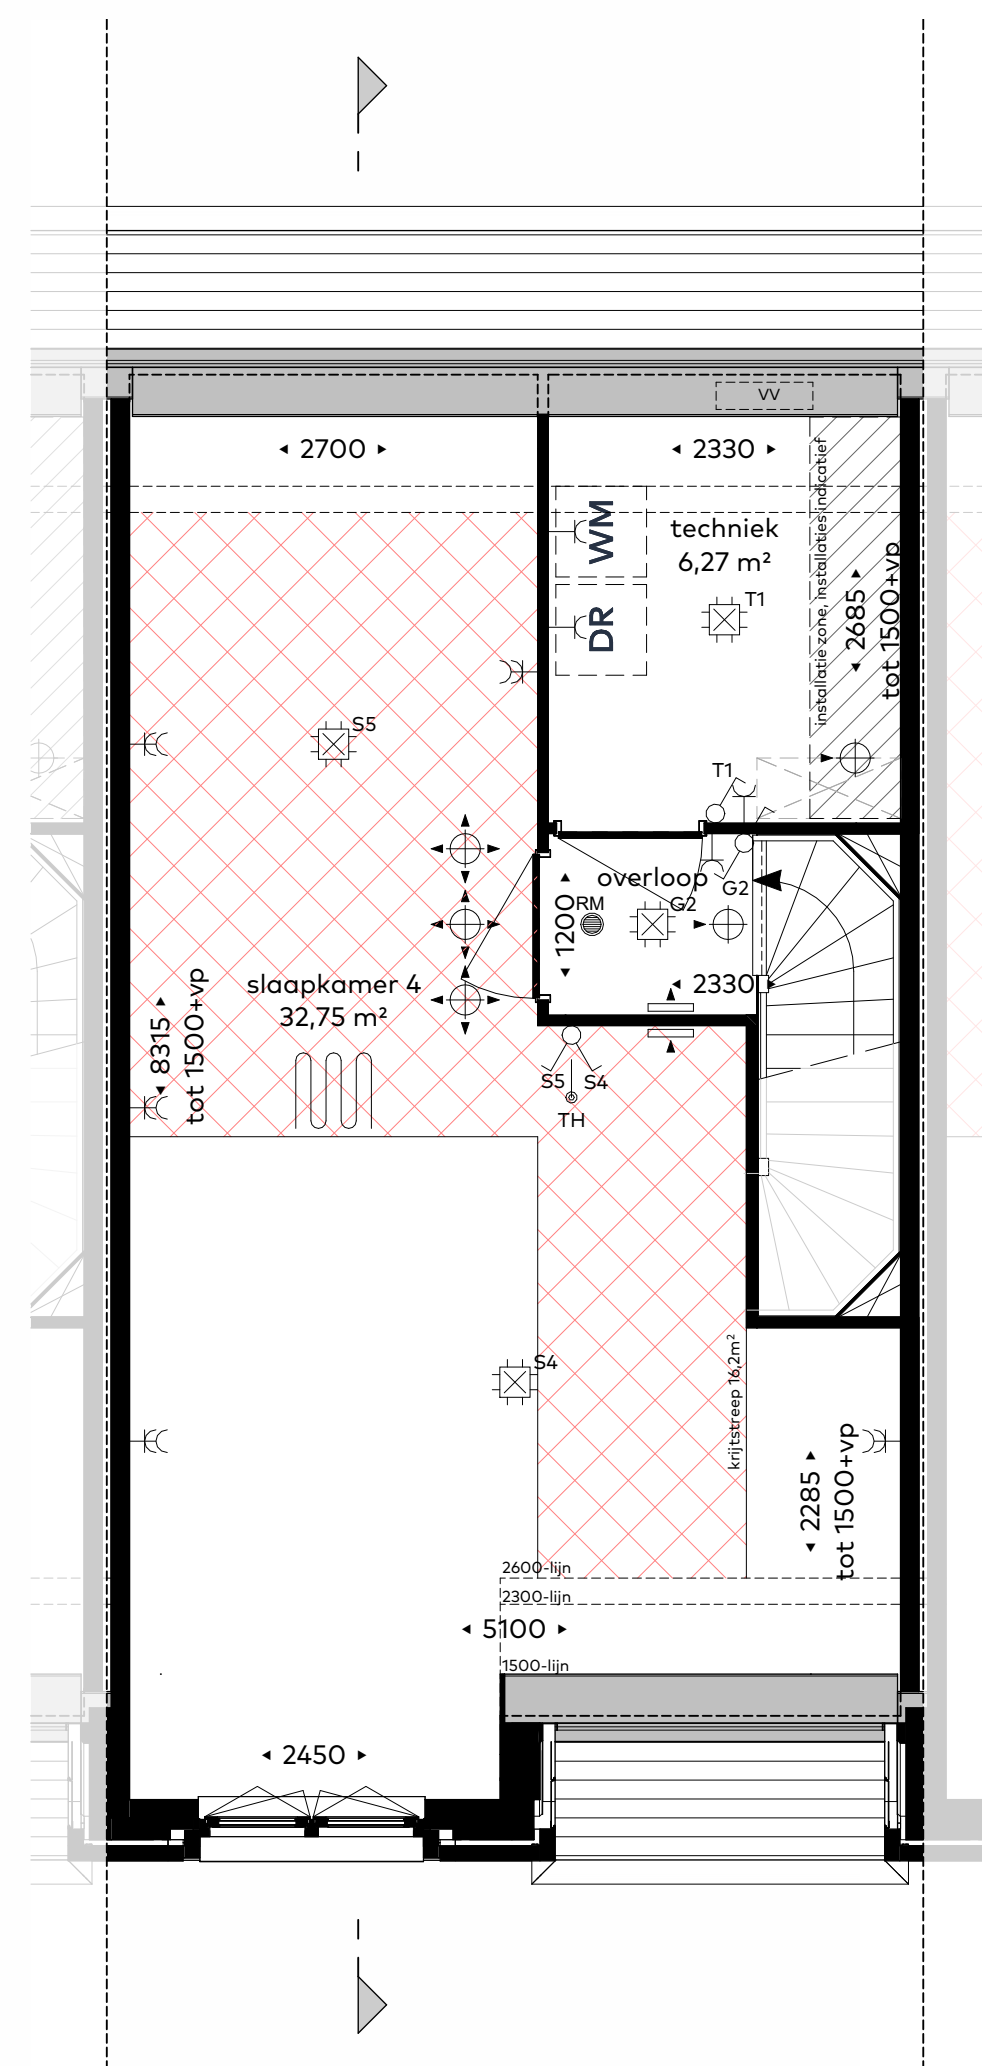 VV
2700
2330
WM
techniek
6,27 m²
installatie zone, installaties indicatief
2685
tot 1500+vp
T1
DR
S5
T1
overloop
G2
1200
RM
G2
2330
slaapkamer 4
32,75 m²
8315
tot 1500+vp
S5
S4
TH
S4
krijtstreep 16,2m²
2285
tot 1500+vp
2600-lijn
2300-lijn
5100
1500-lijn
2450